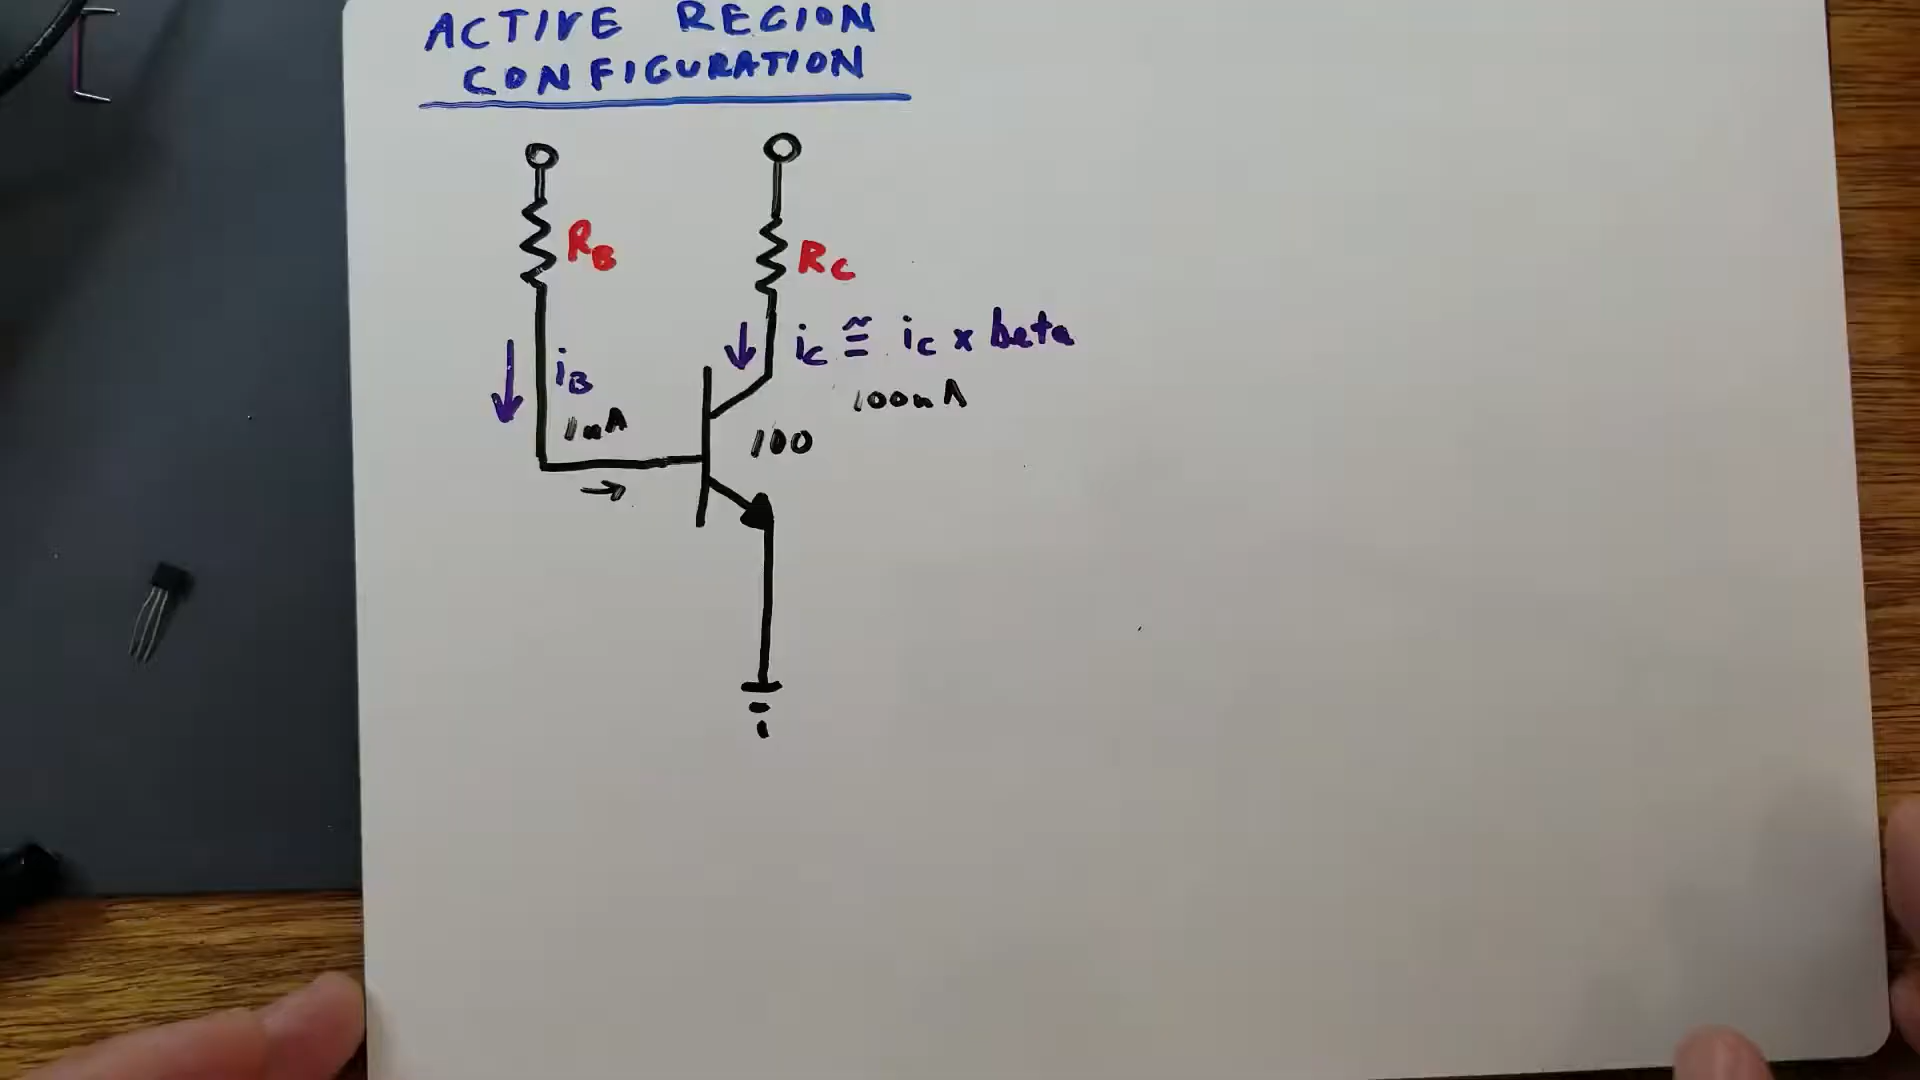 ACTIVE REGION
CONFIGURATION
RB
RC
iC ≅ iC x beta
iB
100mA
1mA
100